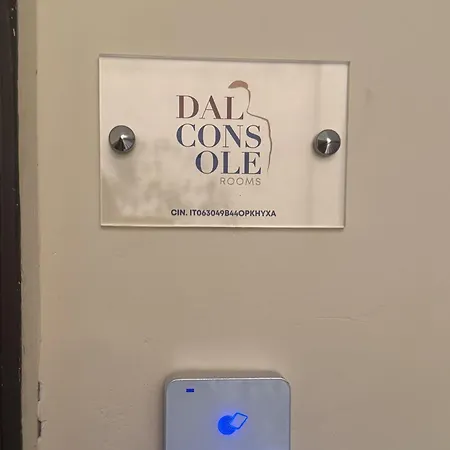 DAL
CONS
OLE
ROOMS
CIN. IT063049B44OPKHYXA